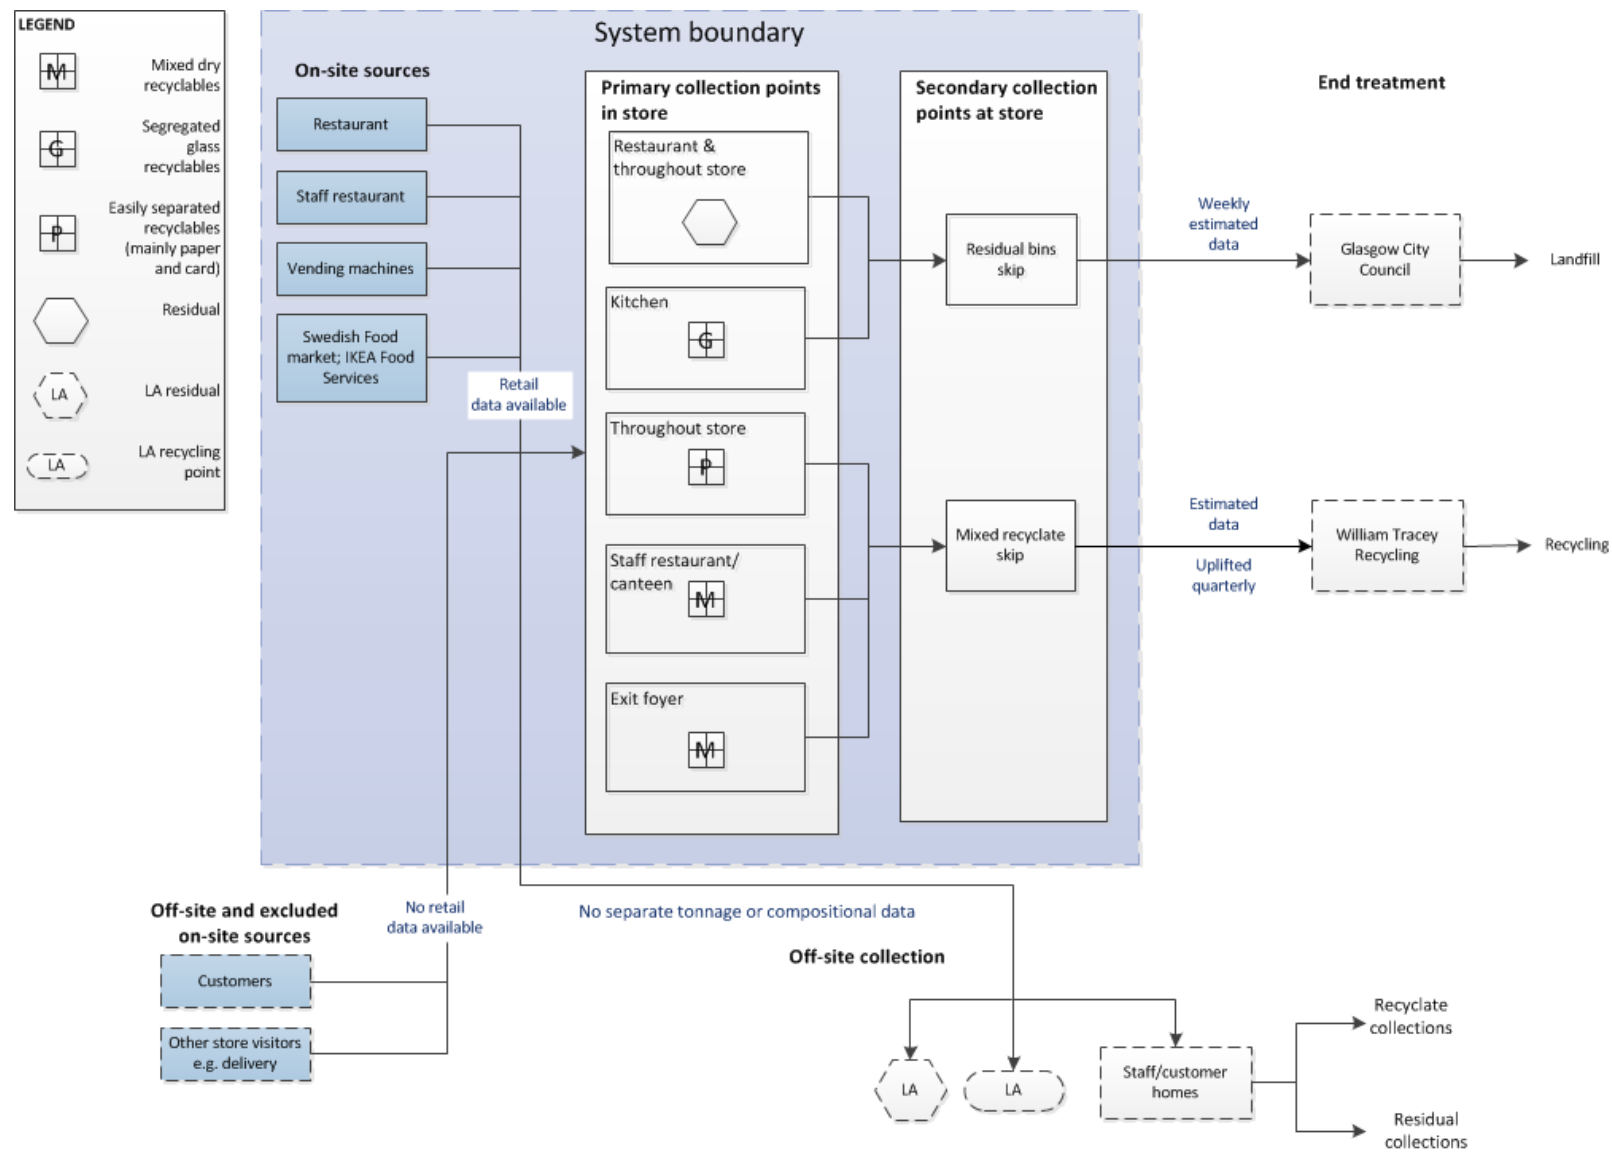 LEGEND
M
Mixed dry
recyclables
G
Segregated
glass
recyclables
P
Easily separated
recyclables
(mainly paper
and card)
Residual
LA
LA residual
LA
LA recycling
point
System boundary
On-site sources
Restaurant
Staff restaurant
Vending machines
Swedish Food
market; IKEA Food
Services
Retail
data available
Primary collection points
in store
Restaurant &
throughout store
Kitchen
G
Throughout store
P
Staff restaurant/
canteen
M
Exit foyer
M
Secondary collection
points at store
Residual bins
skip
Mixed recyclate
skip
End treatment
Weekly
estimated
data
Glasgow City
Council
Landfill
Estimated
data
Uplifted
quarterly
William Tracey
Recycling
Recycling
Off-site and excluded
on-site sources
Customers
Other store visitors
e.g. delivery
No retail
data available
No separate tonnage or compositional data
Off-site collection
LA
LA
Staff/customer
homes
Recyclate
collections
Residual
collections